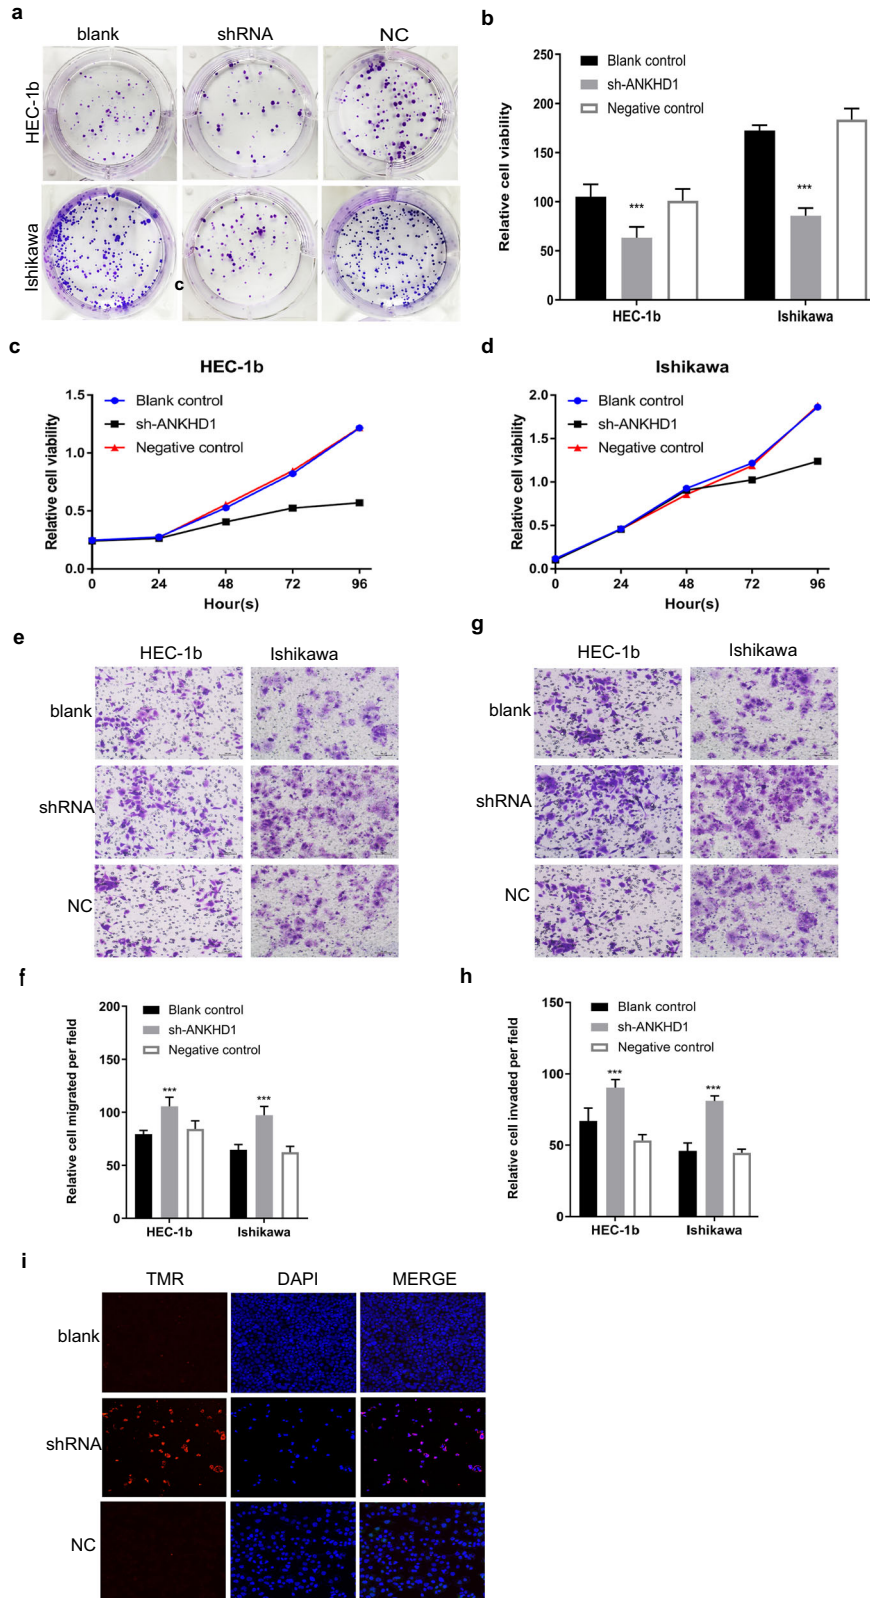 a
blank shRNA NC
HEC-1b
Ishikawa
c
b
250
200
150
100
50
0
Relative cell viability
Blank control
sh-ANKHD1
Negative control
***
***
HEC-1b Ishikawa
c
HEC-1b
1.5
1.0
0.5
0.0
Relative cell viability
Blank control
sh-ANKHD1
Negative control
0 24 48 72 96
Hour(s)
d
Ishikawa
2.0
1.5
1.0
0.5
0.0
Relative cell viability
Blank control
sh-ANKHD1
Negative control
0 24 48 72 96
Hour(s)
e
HEC-1b Ishikawa
blank
shRNA
NC
g
HEC-1b Ishikawa
blank
shRNA
NC
f
200
150
100
50
0
Relative cell migrated per field
Blank control
sh-ANKHD1
Negative control
***
***
HEC-1b Ishikawa
h
150
100
50
0
Relative cell invaded per field
Blank control
sh-ANKHD1
Negative control
***
***
HEC-1b Ishikawa
i
TMR DAPI MERGE
blank
shRNA
NC